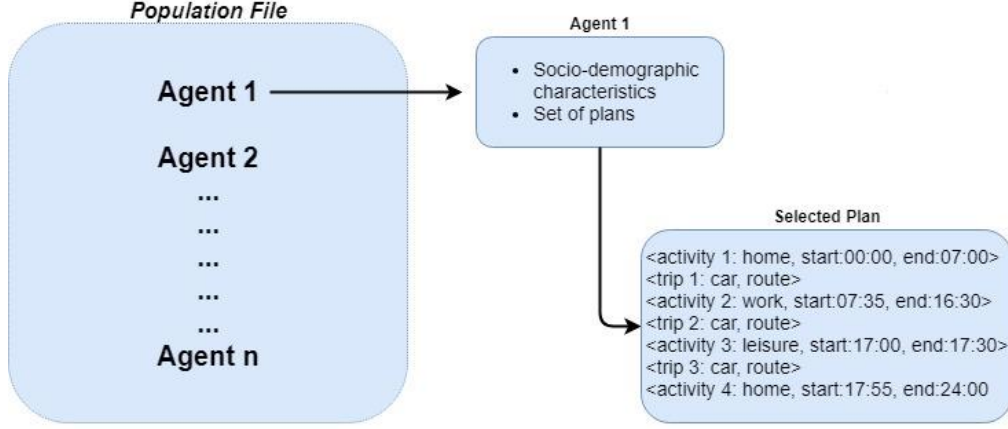 Population File
Agent 1
Agent 2
...
...
...
...
...
Agent n
Agent 1
• Socio-demographic
characteristics
• Set of plans
Selected Plan
<activity 1: home, start:00:00, end:07:00>
<trip 1: car, route>
<activity 2: work, start:07:35, end:16:30>
<trip 2: car, route>
<activity 3: leisure, start:17:00, end:17:30>
<trip 3: car, route>
<activity 4: home, start:17:55, end:24:00